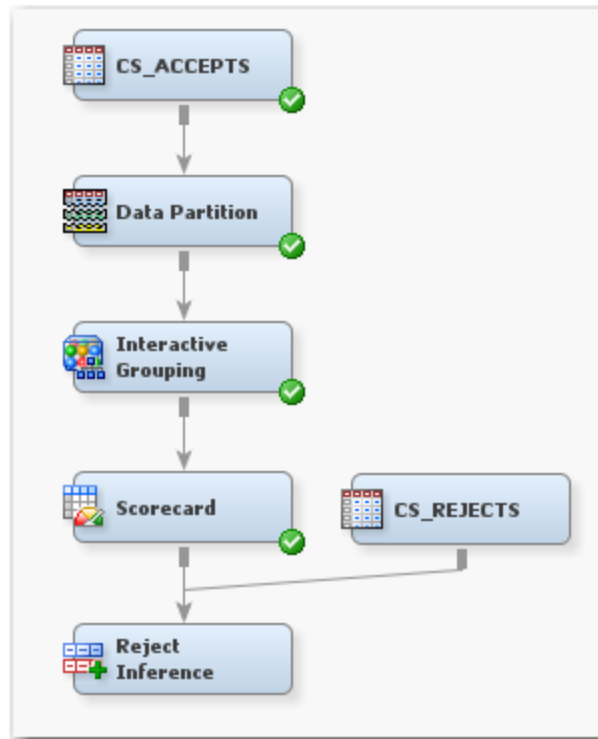 CS_ACCEPTS
Data Partition
Interactive
Grouping
Scorecard
CS_REJECTS
Reject
Inference